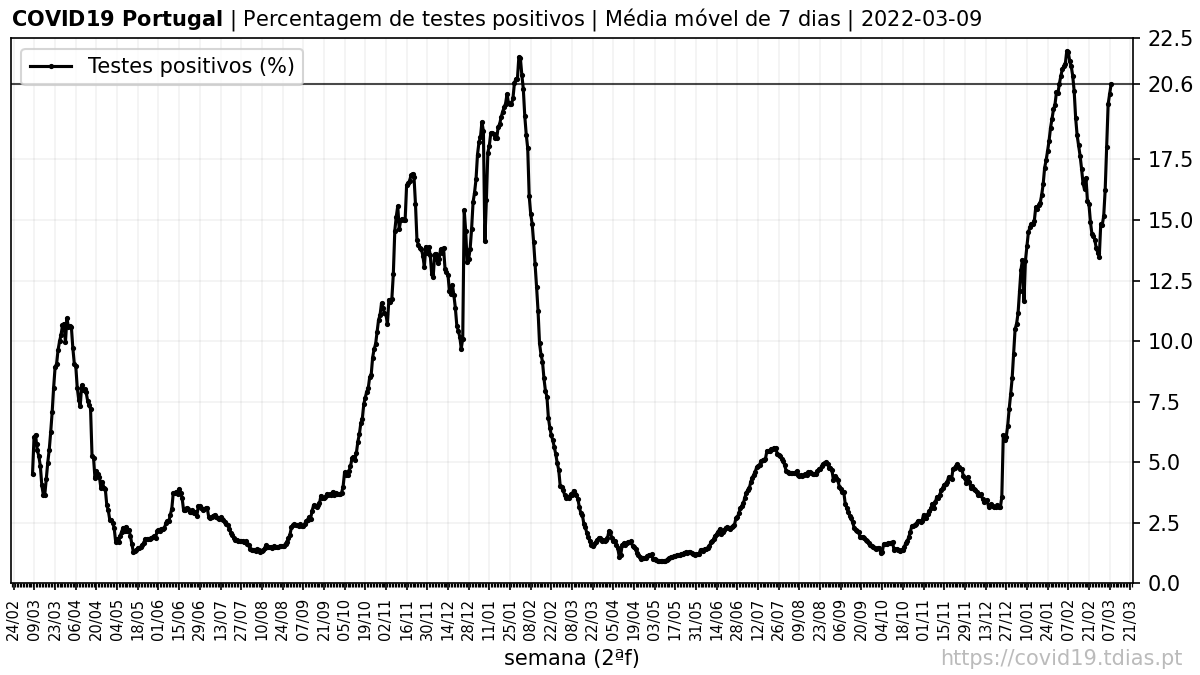 COVID19 Portugal | Percentagem de testes positivos | Média móvel de 7 dias | 2022-03-09
Testes positivos (%)
22.5
20.6
17.5
15.0
12.5
10.0
7.5
5.0
2.5
0.0
24/02 09/03 23/03 06/04 20/04 04/05 18/05 01/06 15/06 29/06 13/07 27/07 10/08 24/08 07/09 21/09 05/10 19/10 02/11 16/11 30/11 14/12 28/12 11/01 25/01 08/02 22/02 08/03 22/03 05/04 19/04 03/05 17/05 31/05 14/06 28/06 12/07 26/07 09/08 23/08 06/09 20/09 04/10 18/10 01/11 15/11 29/11 13/12 27/12 10/01 24/01 07/02 21/02 07/03 21/03
semana (2ªf)
https://covid19.tdias.pt